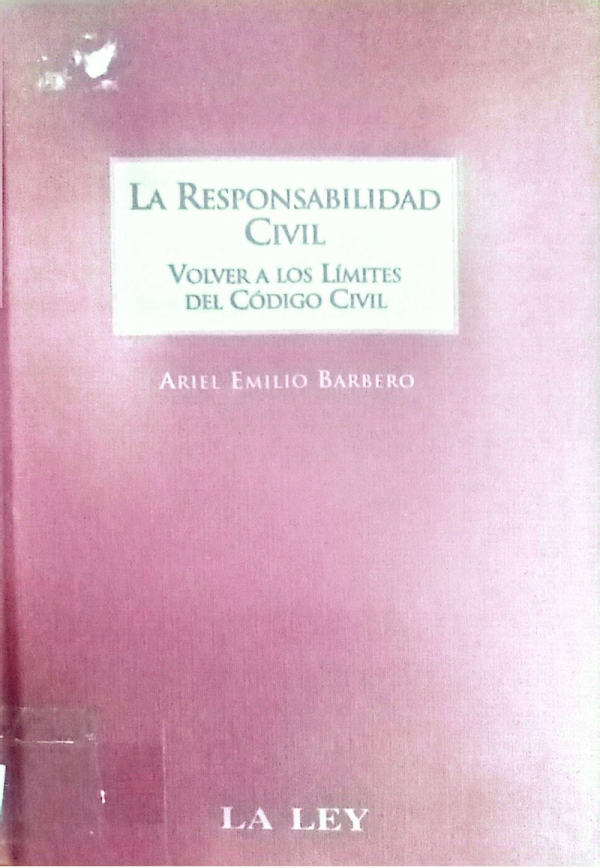 LA RESPONSABILIDAD
CIVIL
VOLVER A LOS LÍMITES
DEL CÓDIGO CIVIL
ARIEL EMILIO BARBERO
LA LEY